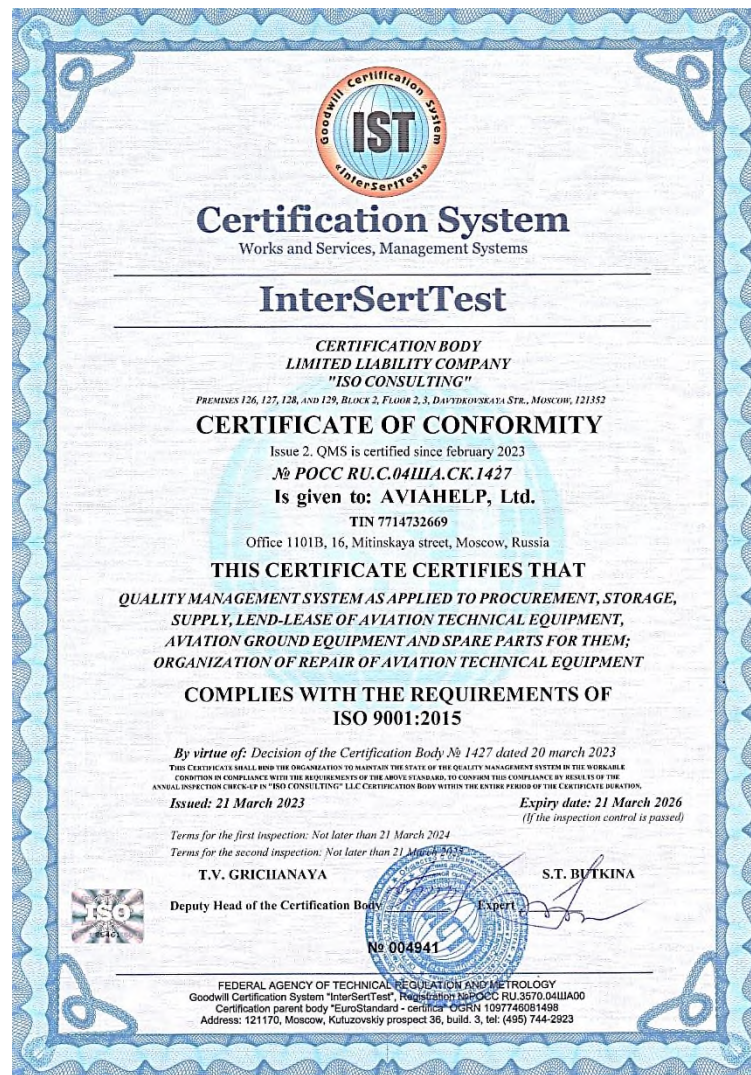 Goodwill Certification System
IST
«InterSertTest»
Certification System
Works and Services, Management Systems
InterSertTest
CERTIFICATION BODY
LIMITED LIABILITY COMPANY
"ISO CONSULTING"
PREMISES 126, 127, 128, AND 129, BLOCK 2, FLOOR 2, 3, DAVYDKOVSKAYA STR., MOSCOW, 121352
CERTIFICATE OF CONFORMITY
Issue 2. QMS is certified since february 2023
№ РОСС RU.С.04ША.СК.1427
Is given to: AVIAHELP, Ltd.
TIN 7714732669
Office 1101B, 16, Mitinskaya street, Moscow, Russia
THIS CERTIFICATE CERTIFIES THAT
QUALITY MANAGEMENT SYSTEM AS APPLIED TO PROCUREMENT, STORAGE,
SUPPLY, LEND-LEASE OF AVIATION TECHNICAL EQUIPMENT,
AVIATION GROUND EQUIPMENT AND SPARE PARTS FOR THEM;
ORGANIZATION OF REPAIR OF AVIATION TECHNICAL EQUIPMENT
COMPLIES WITH THE REQUIREMENTS OF
ISO 9001:2015
By virtue of: Decision of the Certification Body № 1427 dated 20 march 2023
THIS CERTIFICATE SHALL BIND THE ORGANIZATION TO MAINTAIN THE STATE OF THE QUALITY MANAGEMENT SYSTEM IN THE WORKABLE
CONDITION IN COMPLIANCE WITH THE REQUIREMENTS OF THE ABOVE STANDARD, TO CONFIRM THIS COMPLIANCE BY RESULTS OF THE
ANNUAL INSPECTION CHECK-UP IN "ISO CONSULTING" LLC CERTIFICATION BODY WITHIN THE ENTIRE PERIOD OF THE CERTIFICATE DURATION.
Issued: 21 March 2023 Expiry date: 21 March 2026
(If the inspection control is passed)
Terms for the first inspection: Not later than 21 March 2024
Terms for the second inspection: Not later than 21 March
T.V. GRICHANAYA S.T. BUTKINA
Deputy Head of the Certification Body Expert
ISO
№ 004941
FEDERAL AGENCY OF TECHNICAL REGULATION AND METROLOGY
Goodwill Certification System "InterSertTest", Registration №РОСС RU.3570.04ША00
Certification parent body "EuroStandard - certifica" OGRN 1097746081498
Address: 121170, Moscow, Kutuzovskiy prospect 36, build. 3, tel: (495) 744-2923